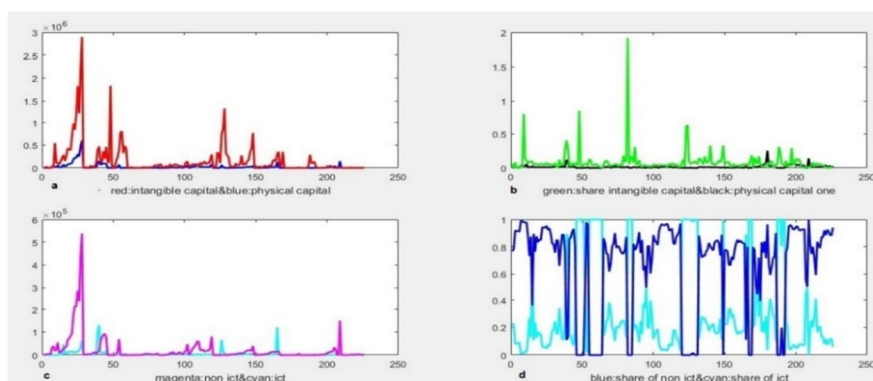 ×10⁶
3
2.5
2
1.5
1
0.5
0
0 50 100 150 200 250
a
red:intangible capital&blue:physical capital
2
1.5
1
0.5
0
0 50 100 150 200 250
b
green:share intangible capital&black:physical capital one
×10⁵
6
5
4
3
2
1
0
0 50 100 150 200 250
c
magenta:non ict&cyan:ict
1
0.8
0.6
0.4
0.2
0
0 50 100 150 200 250
d
blue:share of non ict&cyan:share of ict